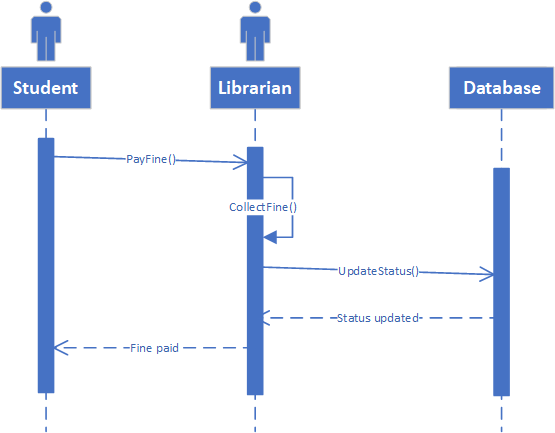 Student
Librarian
Database
PayFine()
CollectFine()
UpdateStatus()
Status updated
Fine paid